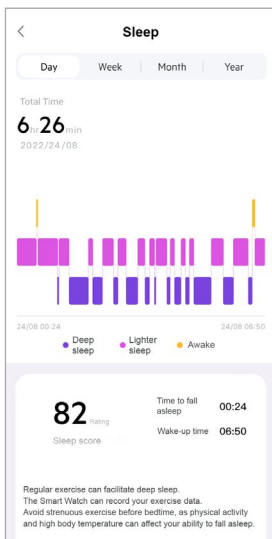 Sleep
Day Week Month Year
Total Time
6hr26min
2022/24/08
24/08 00:24 24/08 06:50
Deep sleep Lighter sleep Awake
82 Rating
Sleep score
Time to fall asleep 00:24
Wake-up time 06:50
Regular exercise can facilitate deep sleep.
The Smart Watch can record your exercise data.
Avoid strenuous exercise before bedtime, as physical activity
and high body temperature can affect your ability to fall asleep.